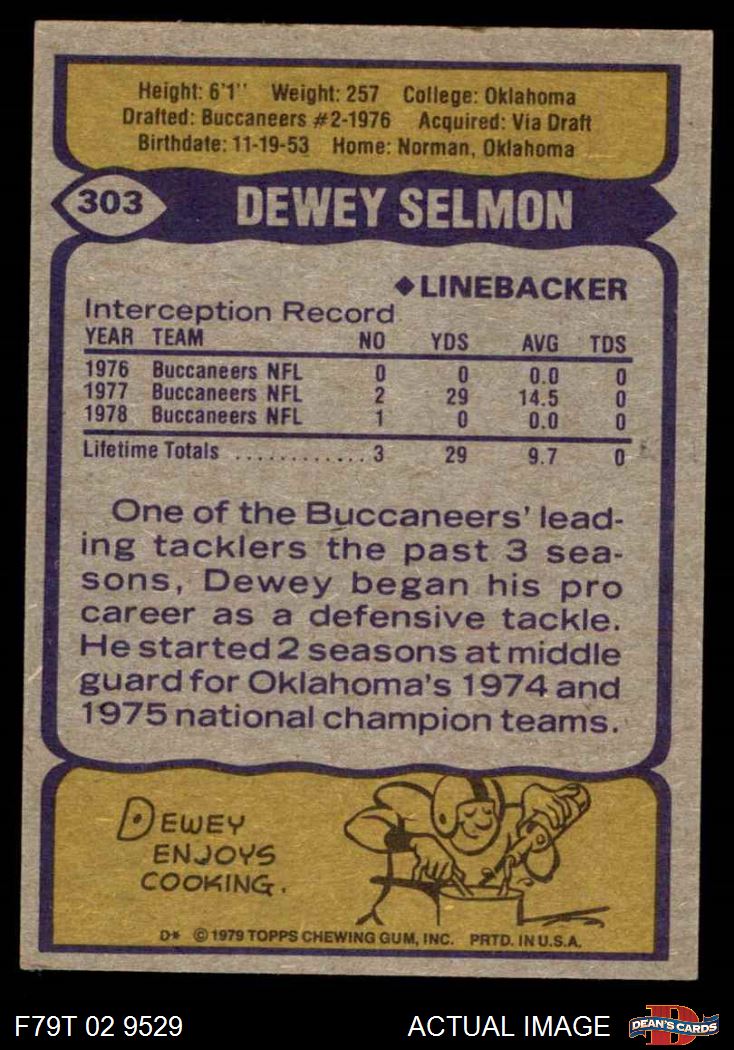 Height: 6'1" Weight: 257 College: Oklahoma
Drafted: Buccaneers #2-1976 Acquired: Via Draft
Birthdate: 11-19-53 Home: Norman, Oklahoma
303 DEWEY SELMON
◆LINEBACKER
Interception Record
YEAR TEAM NO YDS AVG TDS
1976 Buccaneers NFL 0 0 0.0 0
1977 Buccaneers NFL 2 29 14.5 0
1978 Buccaneers NFL 1 0 0.0 0
Lifetime Totals ............ 3 29 9.7 0
One of the Buccaneers' lead-
ing tacklers the past 3 sea-
sons, Dewey began his pro
career as a defensive tackle.
He started 2 seasons at middle
guard for Oklahoma's 1974 and
1975 national champion teams.
DEWEY
ENJOYS
COOKING.
D* © 1979 TOPPS CHEWING GUM, INC. PRTD. IN U.S.A.
F79T 02 9529 ACTUAL IMAGE D DEAN'S CARDS